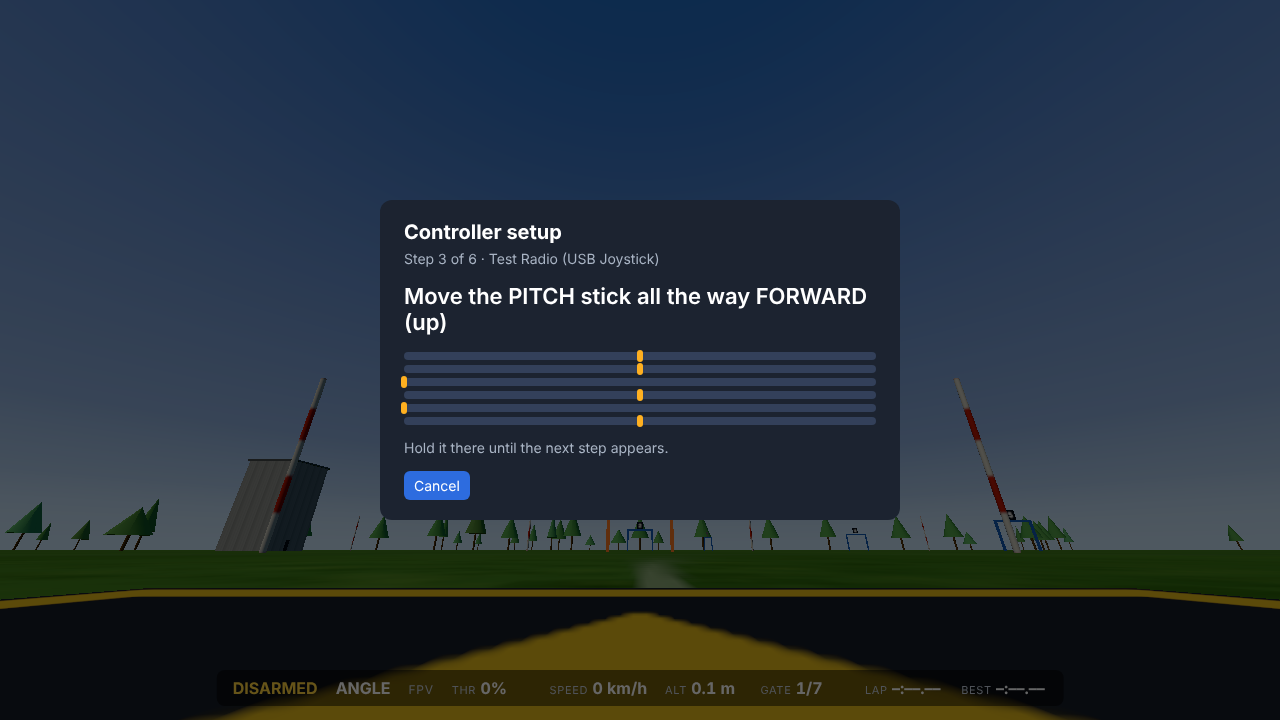 Controller setup
Step 3 of 6 · Test Radio (USB Joystick)
Move the PITCH stick all the way FORWARD
(up)
Hold it there until the next step appears.
Cancel
DISARMED ANGLE FPV THR 0% SPEED 0 km/h ALT 0.1 m GATE 1/7 LAP –:––.–– BEST –:––.––